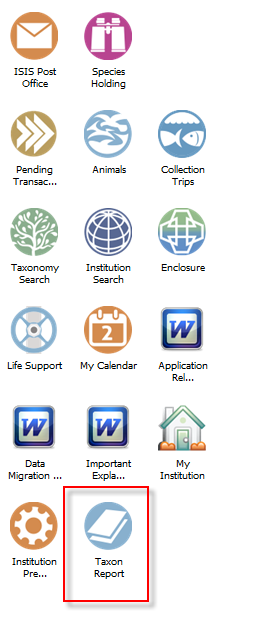 ISIS Post
Office
Species
Holding
Pending
Transac...
Animals
Collection
Trips
Taxonomy
Search
Institution
Search
Enclosure
Life Support
2
My Calendar
W
Application
Rel...
W
Data
Migration ...
W
Important
Expla...
My
Institution
Institution
Pre...
Taxon
Report